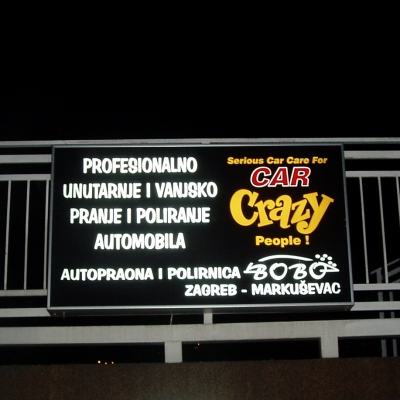 PROFESIONALNO
UNUTARNJE I VANJSKO
PRANJE I POLIRANJE
AUTOMOBILA
Serious Car Care For
CAR
Crazy
People !
AUTOPRAONA I POLIRNICA BOBO
ZAGREB - MARKUŠEVAC